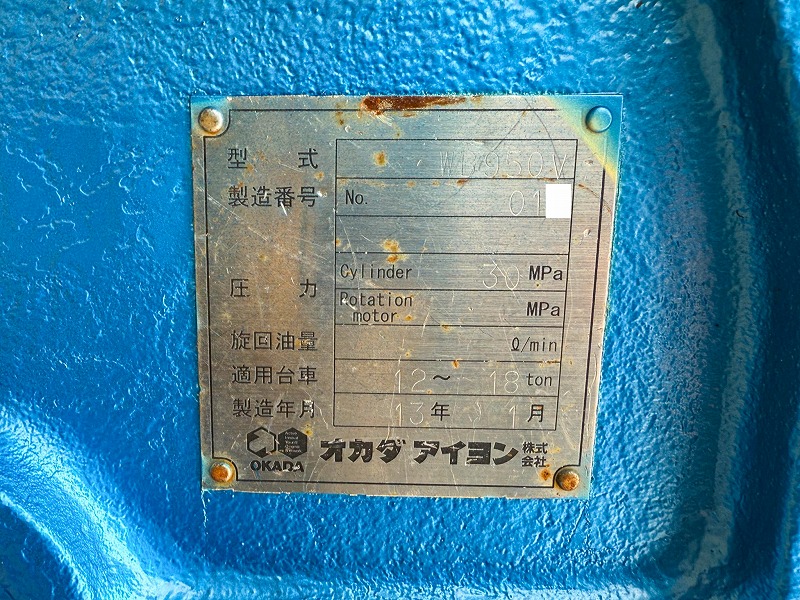 型式 WB950V
製造番号 No. 01
圧力 Cylinder 30 MPa
Rotation motor MPa
旋回油量 ℓ/min
適用台車 12～18ton
製造年月 13年 1月
OKADA オカダ アイヨン 株式会社